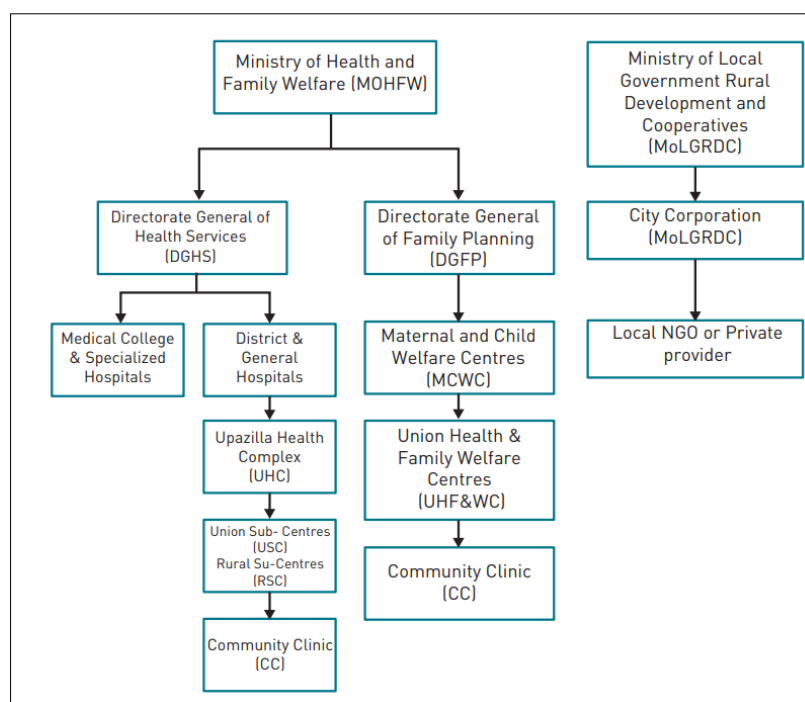 Ministry of Health and
Family Welfare (MOHFW)
Ministry of Local
Government Rural
Development and
Cooperatives
(MoLGRDC)
Directorate General of
Health Services
(DGHS)
Directorate General
of Family Planning
(DGFP)
City Corporation
(MoLGRDC)
Medical College
& Specialized
Hospitals
District &
General
Hospitals
Maternal and Child
Welfare Centres
(MCWC)
Local NGO or Private
provider
Upazilla Health
Complex
(UHC)
Union Health &
Family Welfare
Centres
(UHF&WC)
Union Sub- Centres
(USC)
Rural Su-Centres
(RSC)
Community Clinic
(CC)
Community Clinic
(CC)